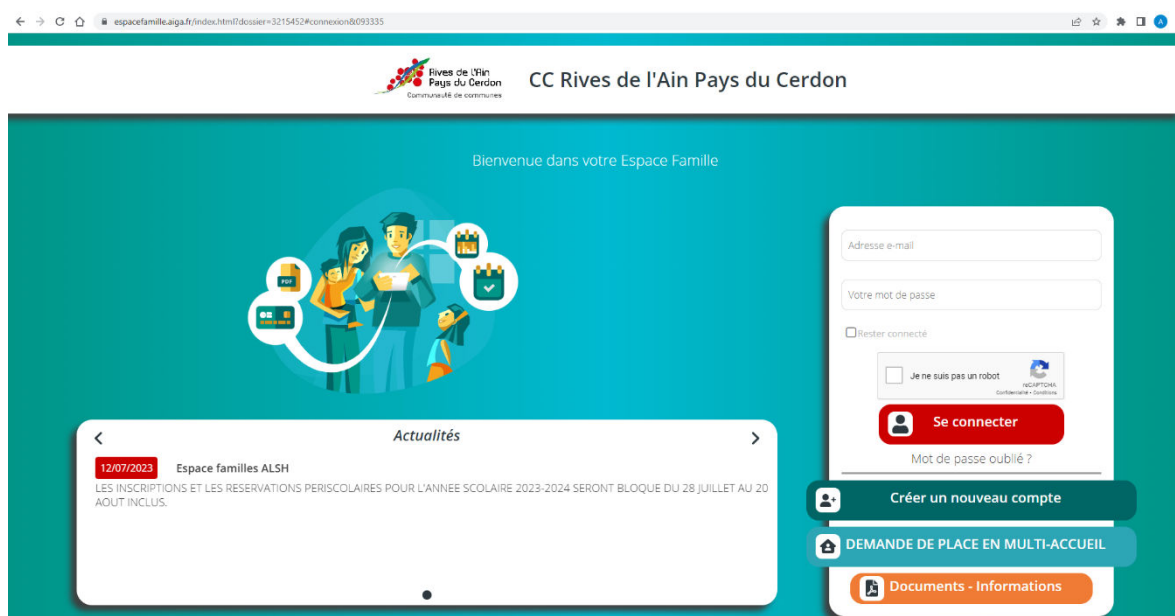 espacefamille.aiga.fr/index.html?dossier=3215452#connexion&093335
A
Rives de l'Ain
Pays du Cerdon
Communauté de communes
CC Rives de l'Ain Pays du Cerdon
Bienvenue dans votre Espace Famille
PDF
Adresse e-mail
Votre mot de passe
Rester connecté
Je ne suis pas un robot
reCAPTCHA
Confidentialité - Conditions
Se connecter
Mot de passe oublié ?
Créer un nouveau compte
DEMANDE DE PLACE EN MULTI-ACCUEIL
Documents - Informations
Actualités
12/07/2023 Espace familles ALSH
LES INSCRIPTIONS ET LES RESERVATIONS PERISCOLAIRES POUR L'ANNEE SCOLAIRE 2023-2024 SERONT BLOQUE DU 28 JUILLET AU 20
AOUT INCLUS.